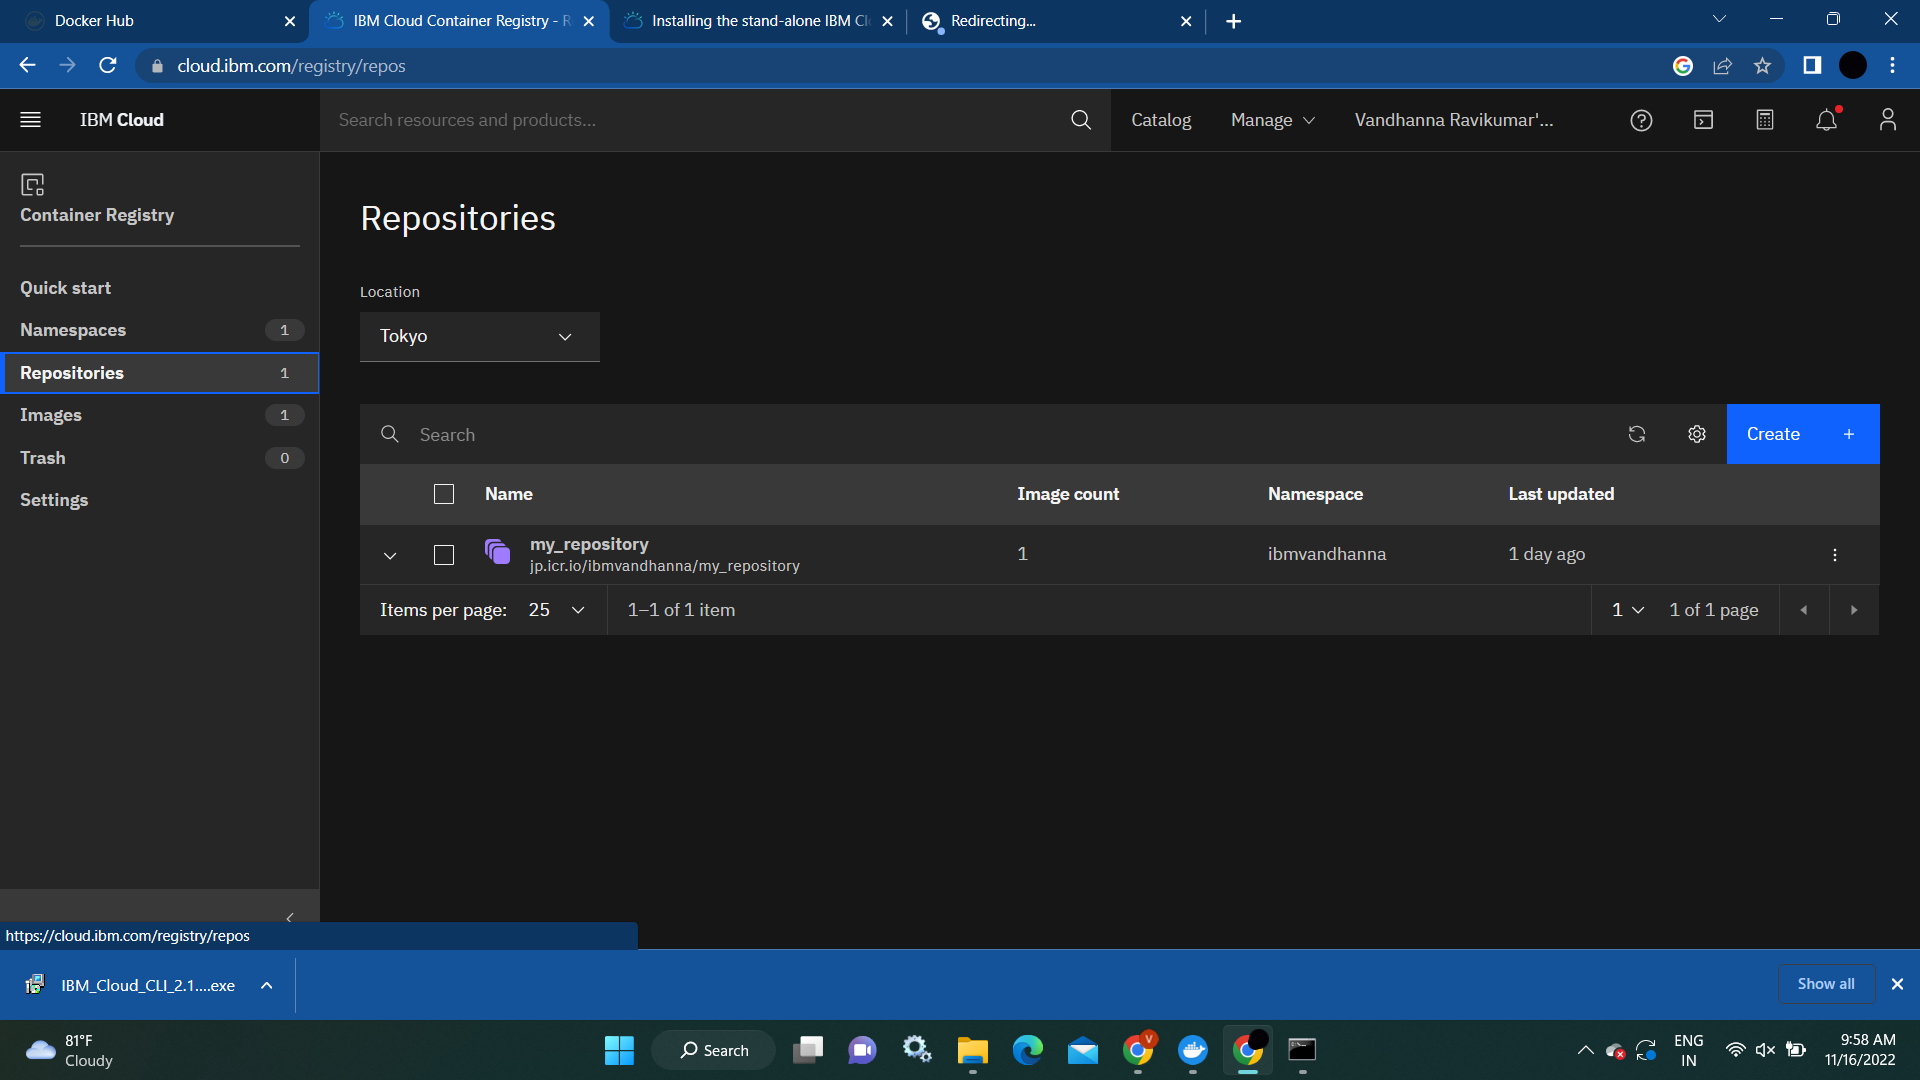 Docker Hub
IBM Cloud Container Registry - R
Installing the stand-alone IBM Cl
Redirecting...
cloud.ibm.com/registry/repos
IBM Cloud
Search resources and products...
Catalog
Manage
Vandhanna Ravikumar'...
Container Registry
Quick start
Namespaces 1
Repositories 1
Images 1
Trash 0
Settings
Repositories
Location
Tokyo
Search
Create +
Name Image count Namespace Last updated
my_repository
jp.icr.io/ibmvandhanna/my_repository
1 ibmvandhanna 1 day ago
Items per page: 25 1–1 of 1 item 1 1 of 1 page
https://cloud.ibm.com/registry/repos
IBM_Cloud_CLI_2.1....exe
Show all
81°F
Cloudy
Search
V
ENG
IN
9:58 AM
11/16/2022